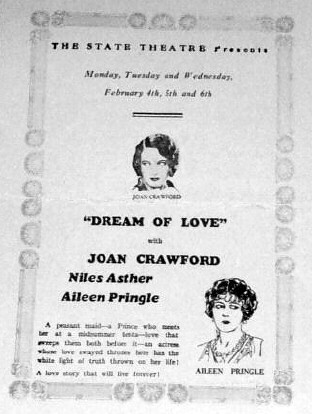 THE STATE THEATRE Presents
Monday, Tuesday and Wednesday,
February 4th, 5th and 6th
JOAN CRAWFORD
"DREAM OF LOVE"
with
JOAN CRAWFORD
Niles Asther
Aileen Pringle
A peasant maid—a Prince who meets
her at a midsummer festa—love that
sweeps them both before it—an actress
whose love swayed thrones here has the
white light of truth thrown on her life!
A love story that will live forever!
AILEEN PRINGLE